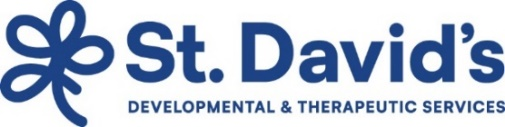 St. David's
DEVELOPMENTAL & THERAPEUTIC SERVICES